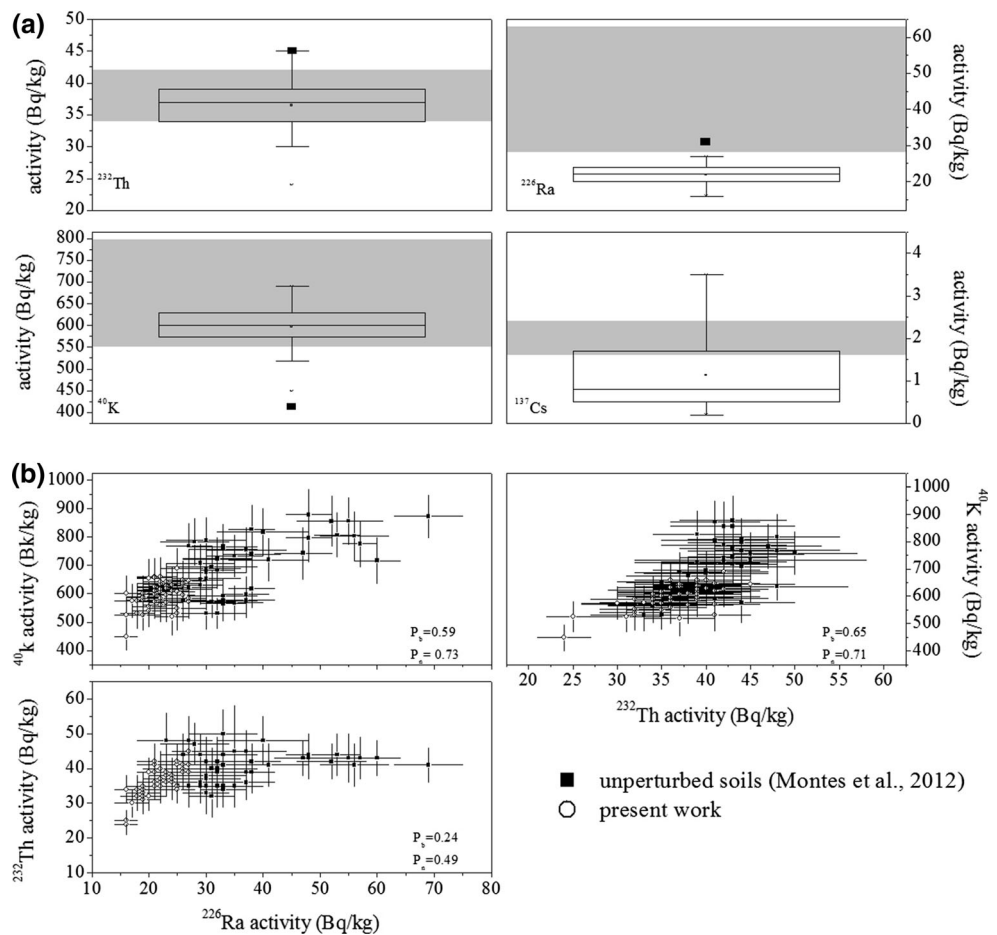 (a)
50
45
40
35
30
25
20
activity (Bq/kg)
²³²Th
60
50
40
30
20
activity (Bq/kg)
²²⁶Ra
800
750
700
650
600
550
500
450
400
activity (Bq/kg)
⁴⁰K
4
3
2
1
0
activity (Bq/kg)
¹³⁷Cs
(b)
1000
900
800
700
600
500
400
⁴⁰k activity (Bk/kg)
P =0.59
P = 0.73
1000
900
800
700
600
500
400
⁴⁰K activity (Bq/kg)
P =0.65
P =0.71
20 25 30 35 40 45 50 55 60
²³²Th activity (Bq/kg)
60
50
40
30
20
10
²³²Th activity (Bq/kg)
P =0.24
P =0.49
10 20 30 40 50 60 70 80
²²⁶Ra activity (Bq/kg)
unperturbed soils (Montes et al., 2012)
present work